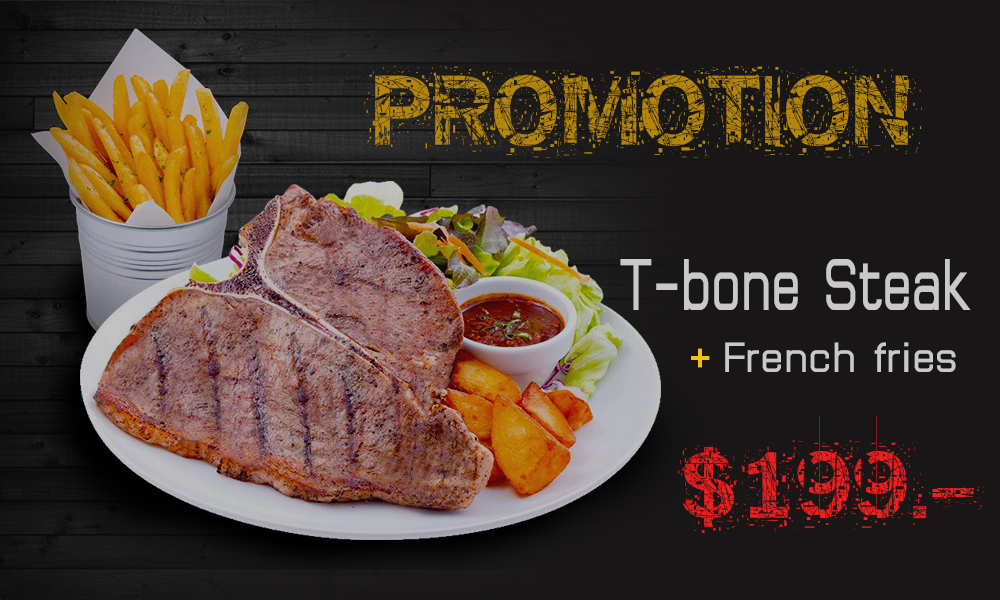 PROMOTION
T-bone Steak
+ French fries
$199.-